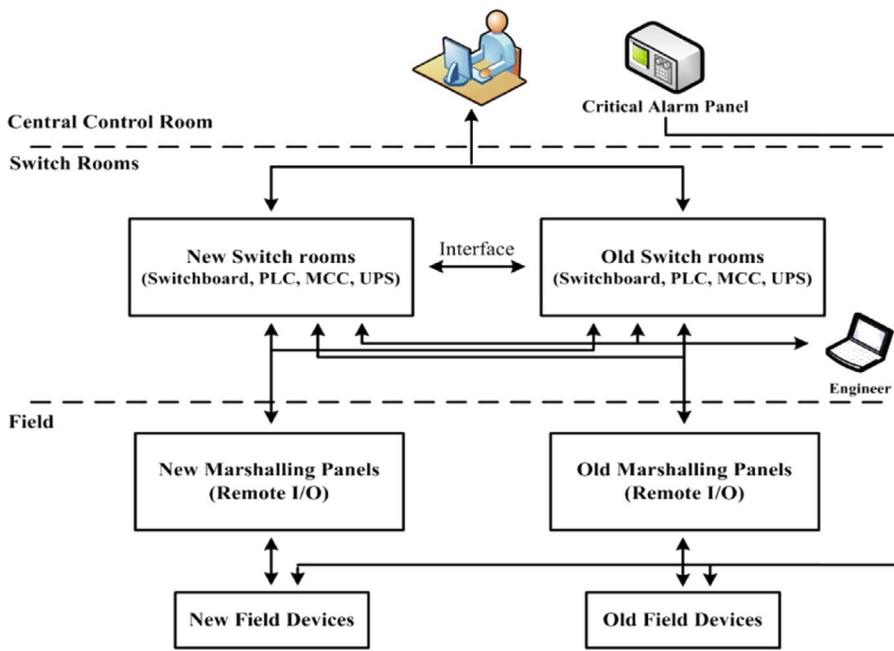 Critical Alarm Panel
Central Control Room
Switch Rooms
New Switch rooms
(Switchboard, PLC, MCC, UPS)
Interface
Old Switch rooms
(Switchboard, PLC, MCC, UPS)
Engineer
Field
New Marshalling Panels
(Remote I/O)
Old Marshalling Panels
(Remote I/O)
New Field Devices
Old Field Devices